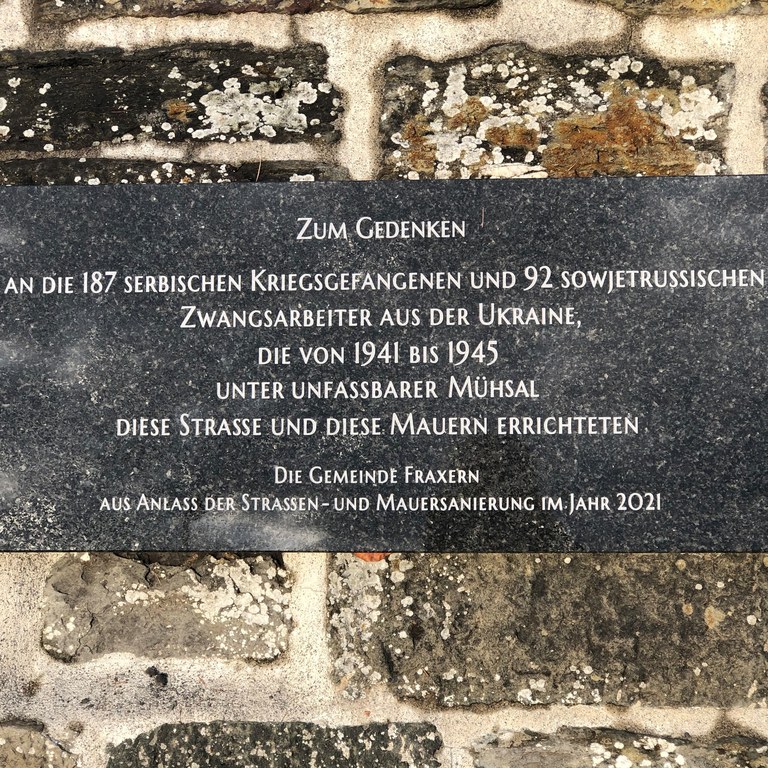 Zum Gedenken
an die 187 serbischen Kriegsgefangenen und 92 sowjetrussischen
Zwangsarbeiter aus der Ukraine,
die von 1941 bis 1945
unter unfassbarer Mühsal
diese Strasse und diese Mauern errichteten
Die Gemeinde Fraxern
aus Anlass der Strassen- und Mauersanierung im Jahr 2021